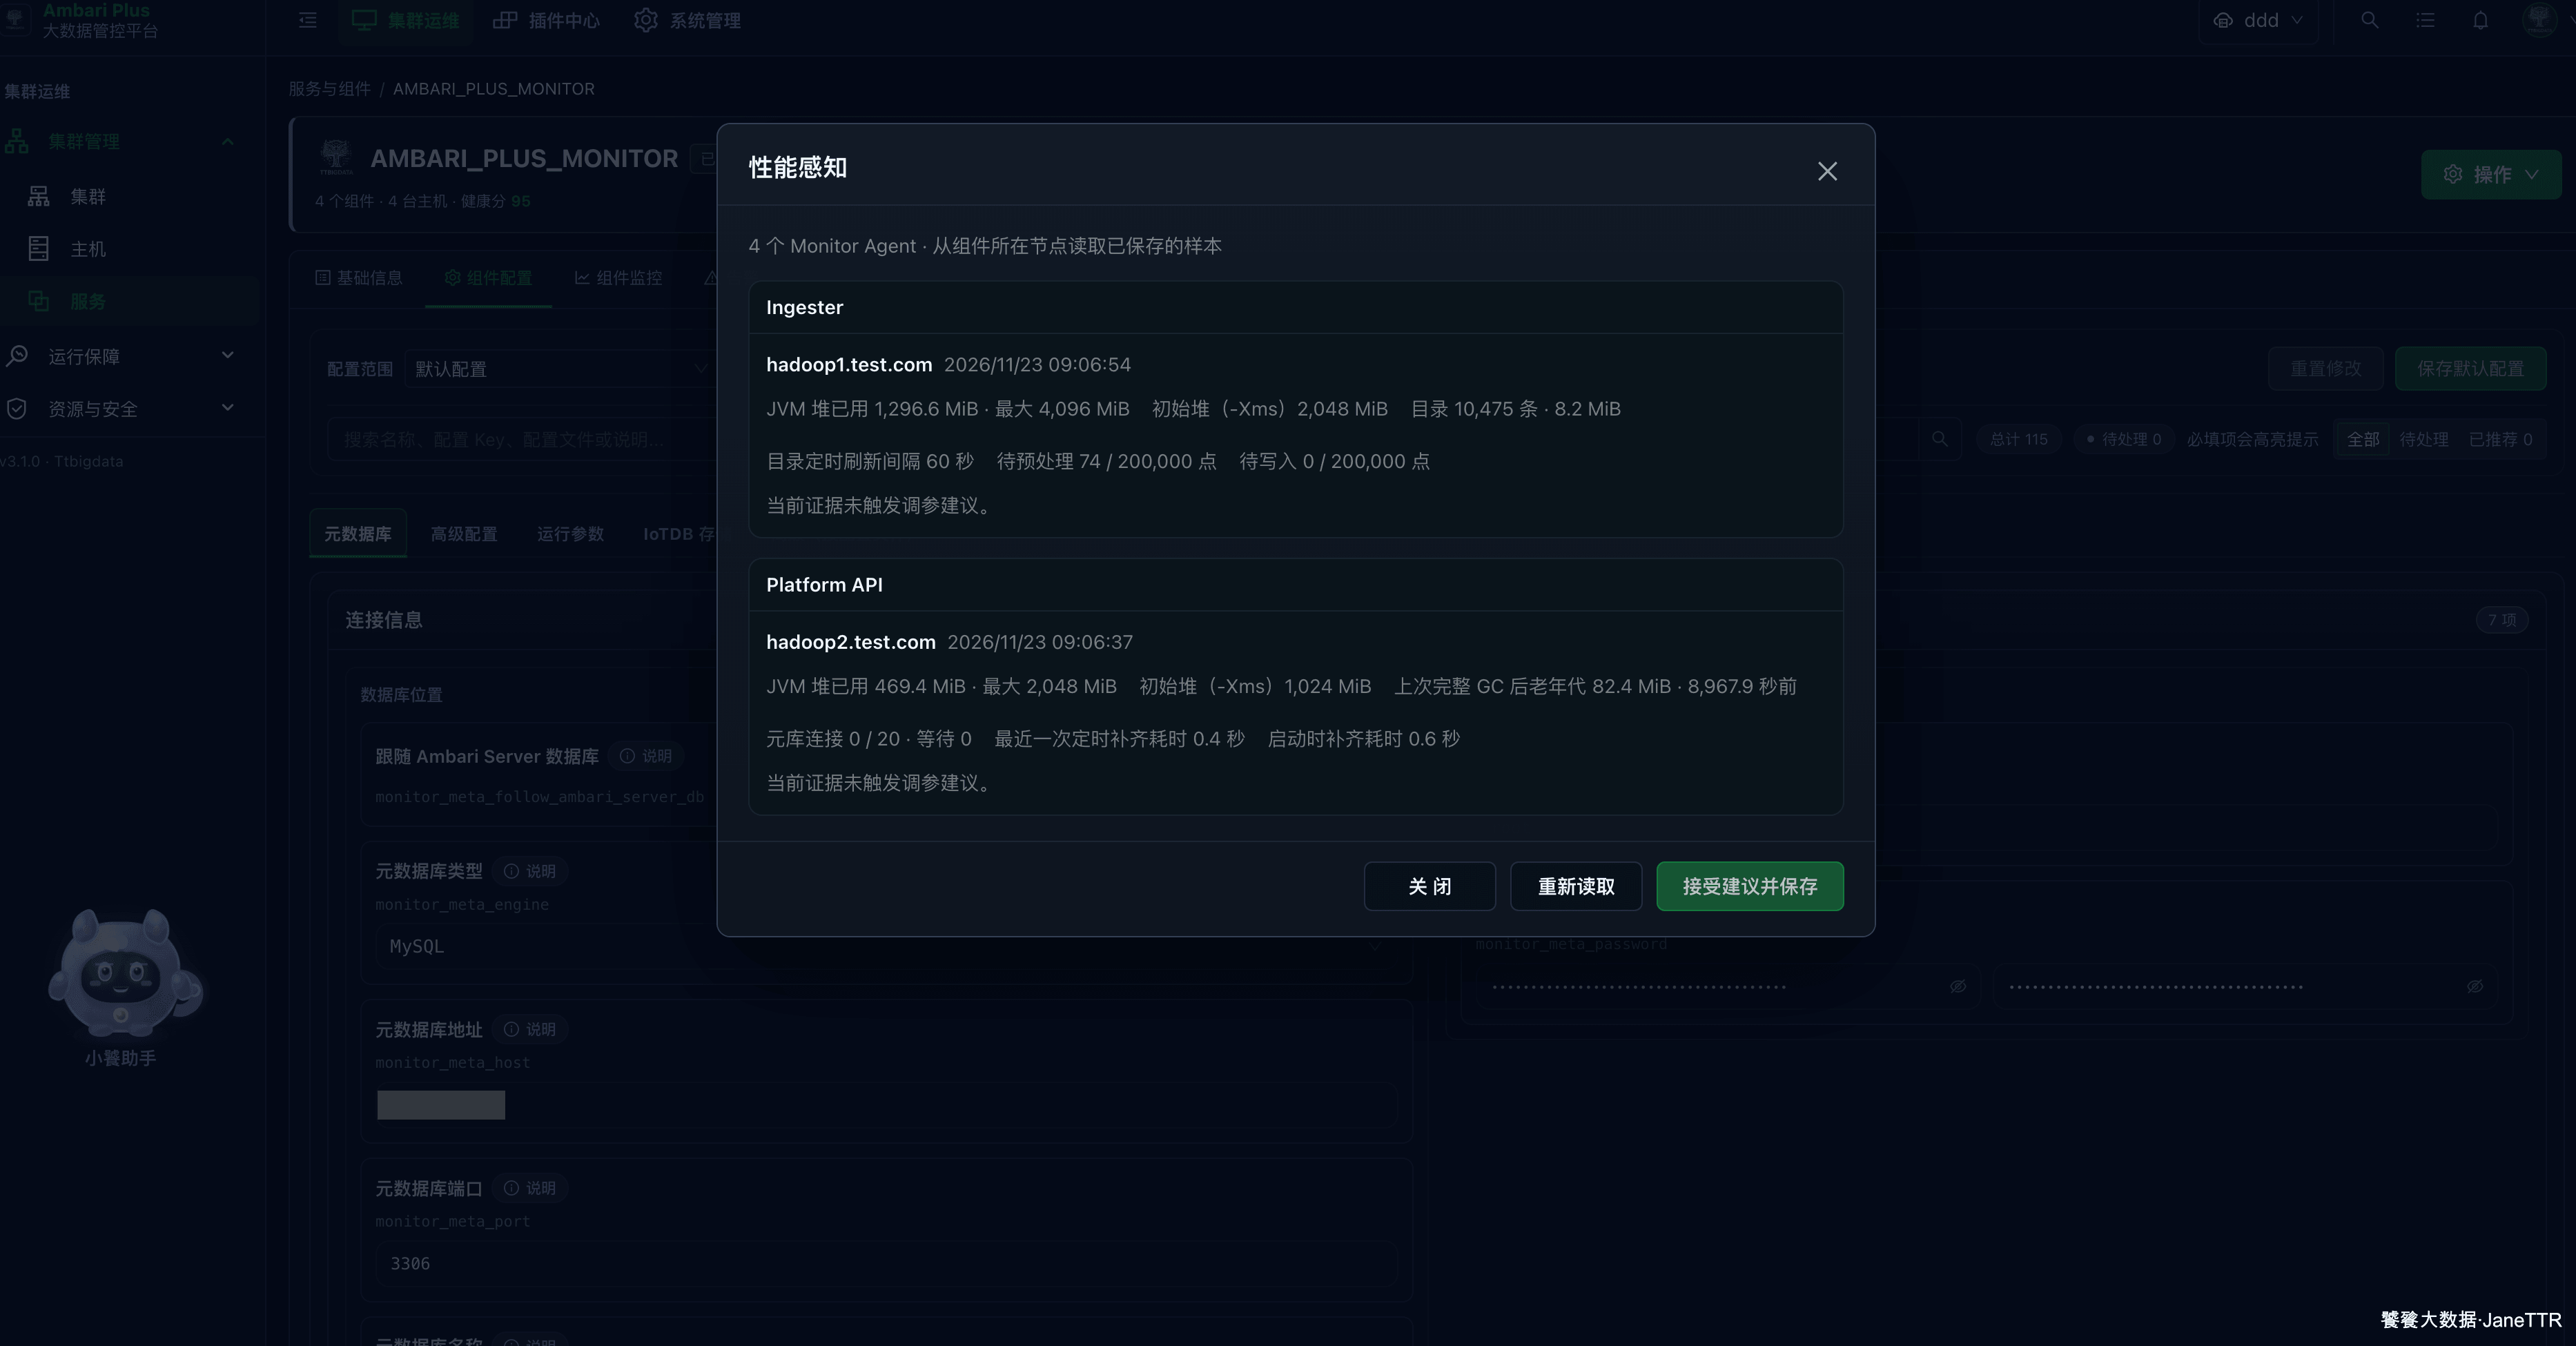 Ambari Plus
大数据管控平台
集群运维
插件中心
系统管理
ddd
集群运维
集群管理
集群
主机
服务
运行保障
资源与安全
v3.1.0 · Ttbigdata
小饕助手
服务与组件 / AMBARI_PLUS_MONITOR
TTBIGDATA
AMBARI_PLUS_MONITOR
4 个组件 · 4 台主机 · 健康分 95
操作
基础信息
组件配置
组件监控
配置范围
默认配置
重置修改
保存默认配置
搜索名称、配置 Key、配置文件或说明...
总计 115
待处理 0
必填项会高亮提示
全部
待处理
已推荐 0
元数据库
高级配置
运行参数
IoTDB 存
连接信息
7 项
数据库位置
跟随 Ambari Server 数据库
说明
monitor_meta_follow_ambari_server_db
元数据库类型
说明
monitor_meta_engine
MySQL
monitor_meta_password
元数据库地址
说明
monitor_meta_host
元数据库端口
说明
monitor_meta_port
3306
元数据库名称
说明
性能感知
4 个 Monitor Agent · 从组件所在节点读取已保存的样本
Ingester
hadoop1.test.com 2026/11/23 09:06:54
JVM 堆已用 1,296.6 MiB · 最大 4,096 MiB 初始堆（-Xms）2,048 MiB 目录 10,475 条 · 8.2 MiB
目录定时刷新间隔 60 秒 待预处理 74 / 200,000 点 待写入 0 / 200,000 点
当前证据未触发调参建议。
Platform API
hadoop2.test.com 2026/11/23 09:06:37
JVM 堆已用 469.4 MiB · 最大 2,048 MiB 初始堆（-Xms）1,024 MiB 上次完整 GC 后老年代 82.4 MiB · 8,967.9 秒前
元库连接 0 / 20 · 等待 0 最近一次定时补齐耗时 0.4 秒 启动时补齐耗时 0.6 秒
当前证据未触发调参建议。
关 闭
重新读取
接受建议并保存
饕餮大数据·JaneTTR